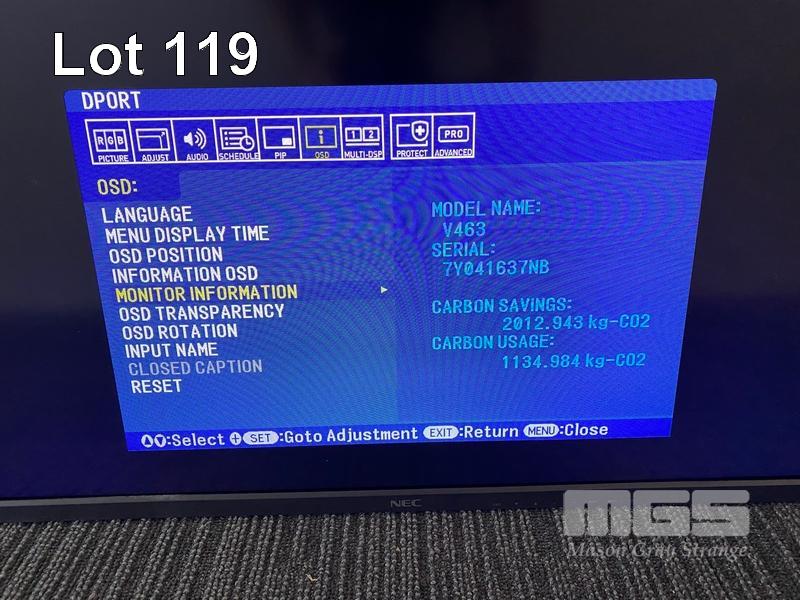 Lot 119
DPORT
RGB
PICTURE
ADJUST
AUDIO
SCHEDULE
PIP
i
OSD
1 2
MULTI-DSP
PROTECT
PRO
ADVANCED
OSD:
LANGUAGE
MENU DISPLAY TIME
OSD POSITION
INFORMATION OSD
MONITOR INFORMATION
OSD TRANSPARENCY
OSD ROTATION
INPUT NAME
CLOSED CAPTION
RESET
MODEL NAME:
V463
SERIAL:
7Y041637NB
CARBON SAVINGS:
2012.943 kg-CO2
CARBON USAGE:
1134.984 kg-CO2
:Select SET:Goto Adjustment EXIT:Return MENU:Close
NEC
MGS
Mason Gray Strange